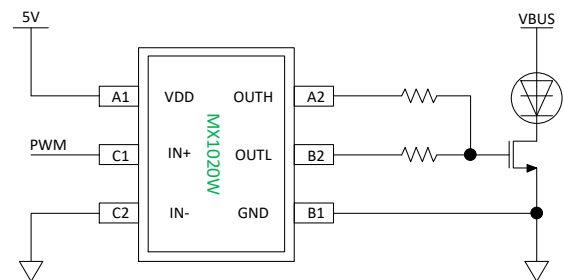 5V
VBUS
A1 VDD OUTH A2
MX1020W
PWM
C1 IN+ OUTL B2
C2 IN- GND B1